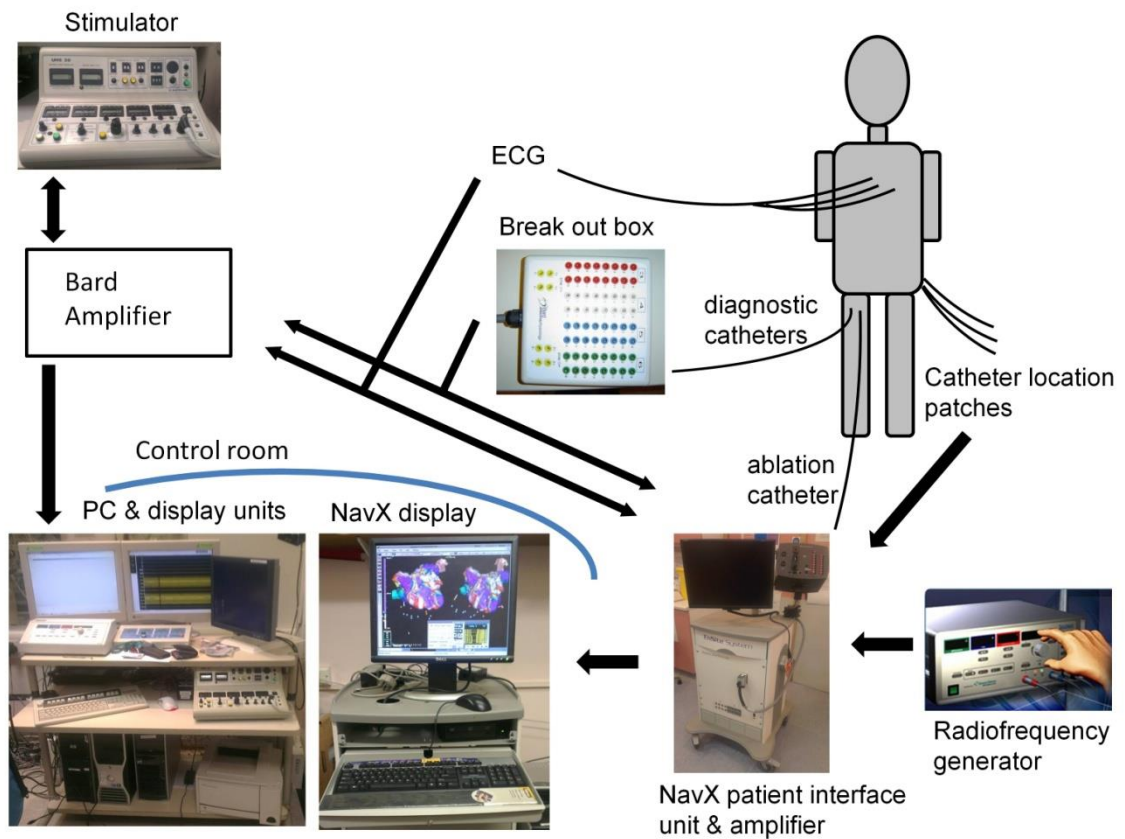 Stimulator
ECG
Break out box
Bard
Amplifier
diagnostic
catheters
Catheter location
patches
Control room
ablation
catheter
PC & display units
NavX display
Radiofrequency
generator
NavX patient interface
unit & amplifier